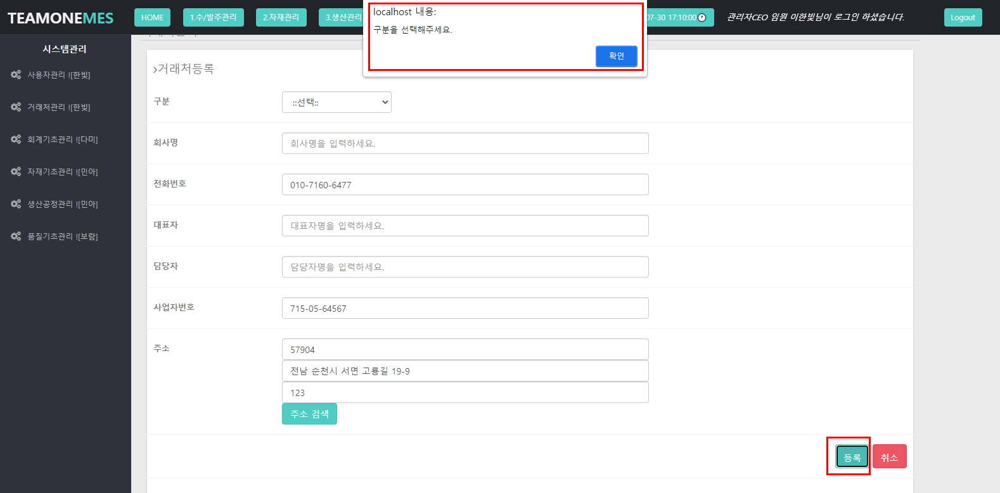 TEAMONEMES
HOME
1.수/발주관리
2.자재관리
3.생산관리
07-30 17:10:00
관리자CEO 임원 이한빛님이 로그인 하셨습니다.
Logout
localhost 내용:
구분을 선택해주세요.
확인
시스템관리
사용자관리 ![한빛]
거래처관리 ![한빛]
회계기초관리 ![다미]
자재기초관리 ![민아]
생산공정관리 ![민아]
품질기초관리 ![보람]
>거래처등록
구분
::선택::
회사명
회사명을 입력하세요.
전화번호
010-7160-6477
대표자
대표자명을 입력하세요.
담당자
담당자명을 입력하세요.
사업자번호
715-05-64567
주소
57904
전남 순천시 서면 고룡길 19-9
123
주소 검색
등록
취소